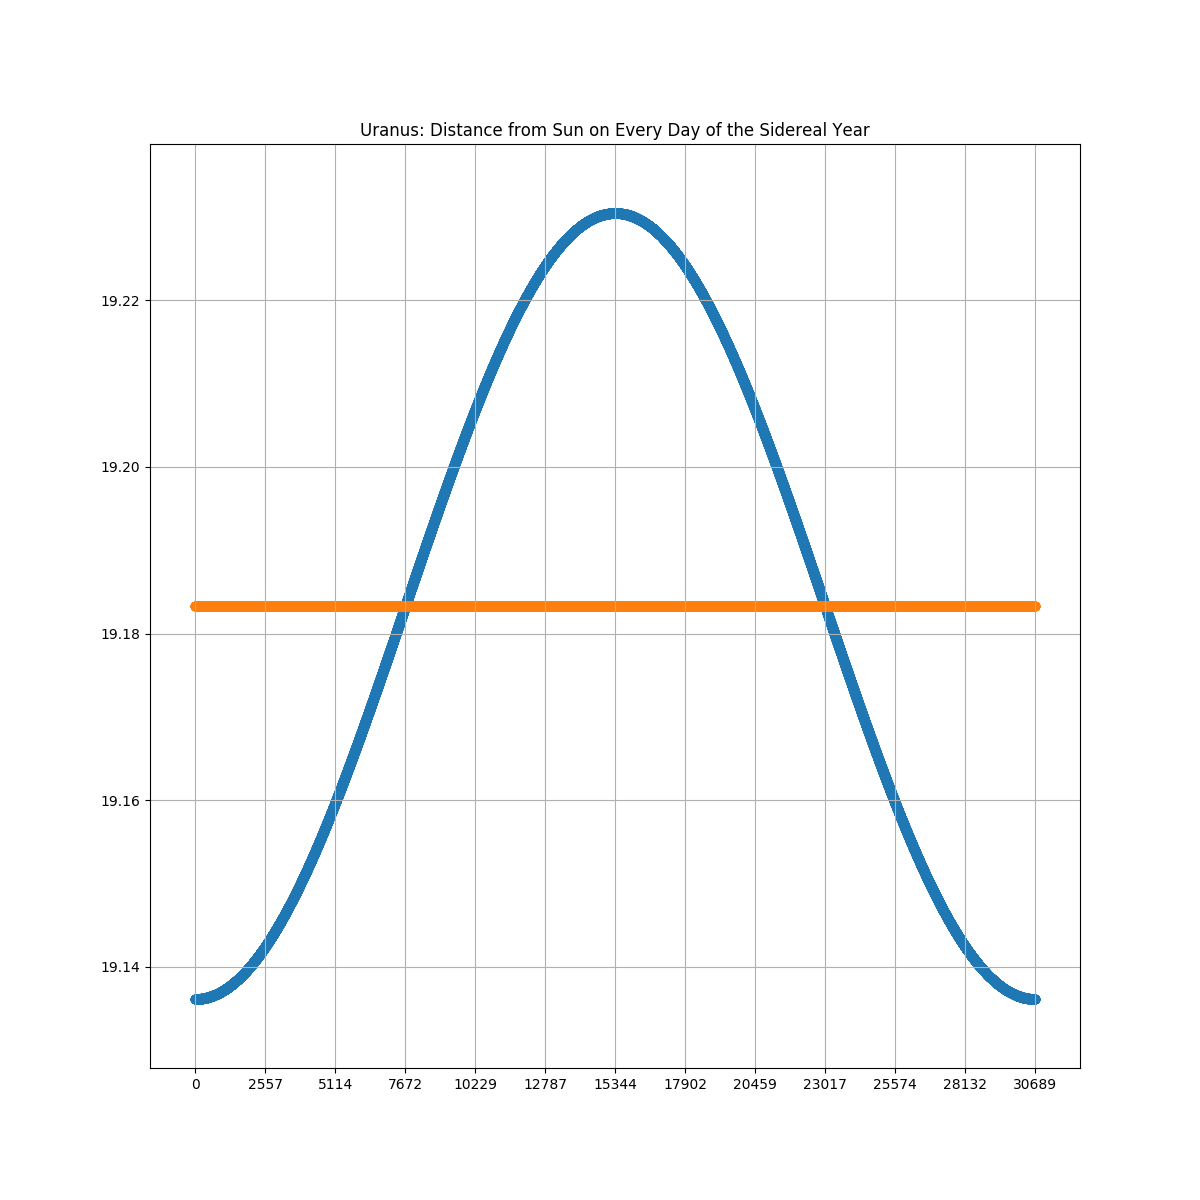 Uranus: Distance from Sun on Every Day of the Sidereal Year
19.22
19.20
19.18
19.16
19.14
0 2557 5114 7672 10229 12787 15344 17902 20459 23017 25574 28132 30689